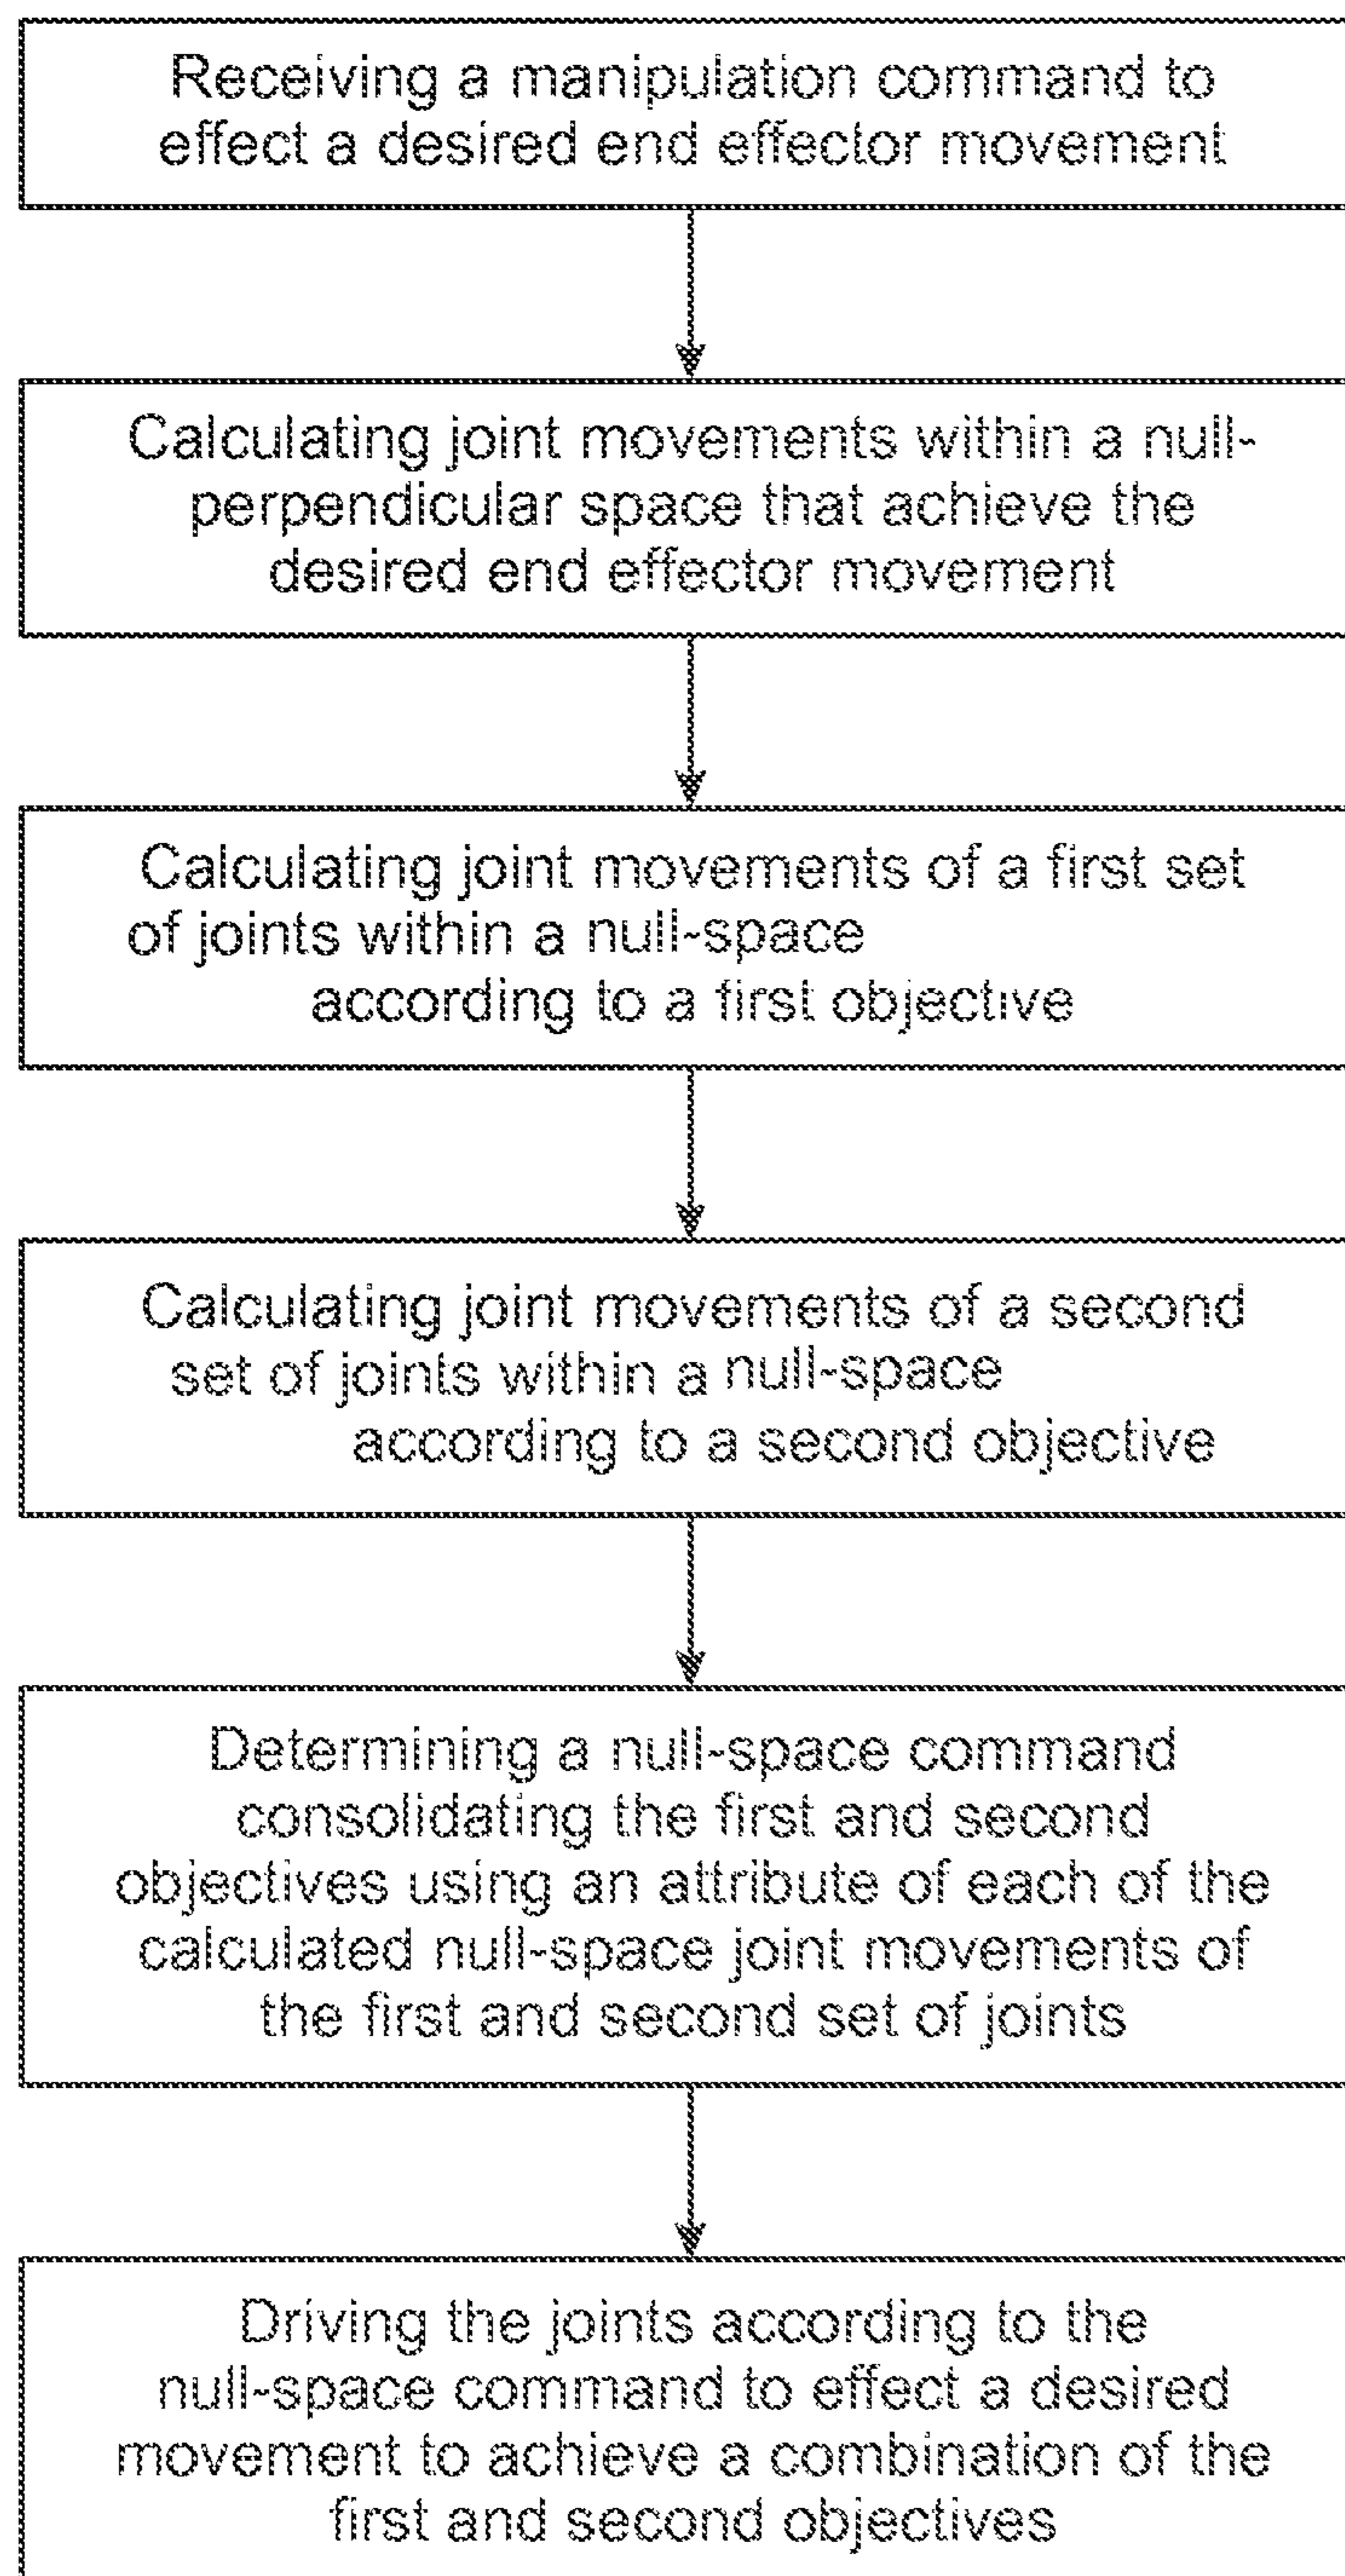 Receiving a manipulation command to
effect a desired end effector movement
Calculating joint movements within a null-
perpendicular space that achieve the
desired end effector movement
Calculating joint movements of a first set
of joints within a null-space
according to a first objective
Calculating joint movements of a second
set of joints within a null-space
according to a second objective
Determining a null-space command
consolidating the first and second
objectives using an attribute of each of the
calculated null-space joint movements of
the first and second set of joints
Driving the joints according to the
null-space command to effect a desired
movement to achieve a combination of the
first and second objectives